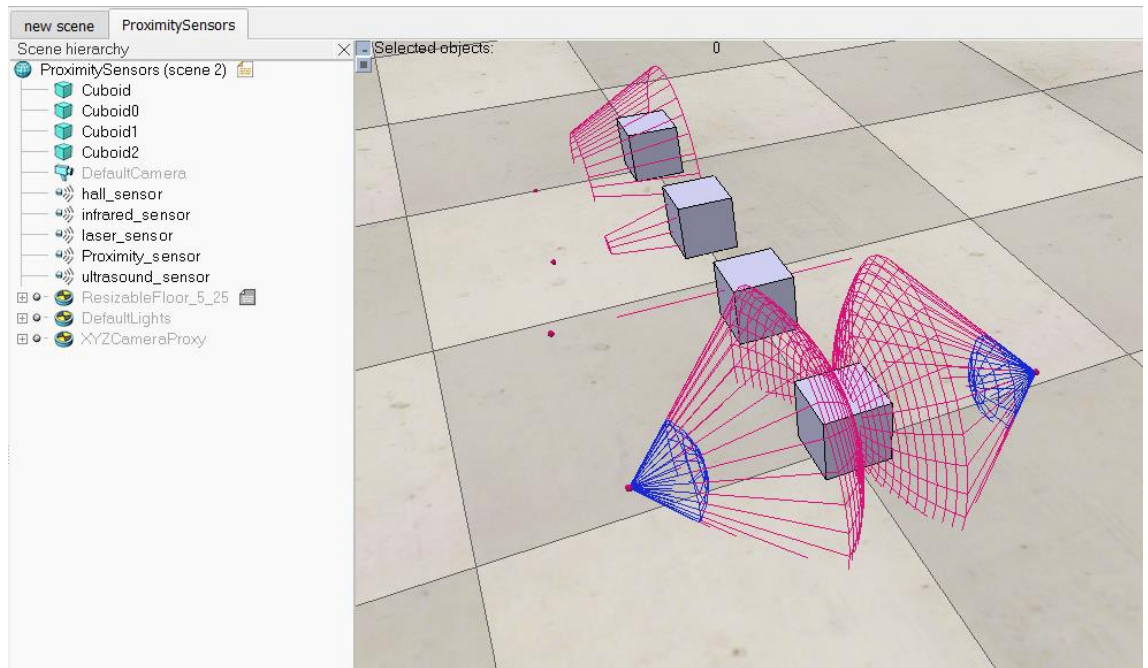 new scene
ProximitySensors
Scene hierarchy
Selected objects: 0
ProximitySensors (scene 2)
Cuboid
Cuboid0
Cuboid1
Cuboid2
DefaultCamera
hall_sensor
infrared_sensor
laser_sensor
Proximity_sensor
ultrasound_sensor
ResizableFloor_5_25
DefaultLights
XYZCameraProxy